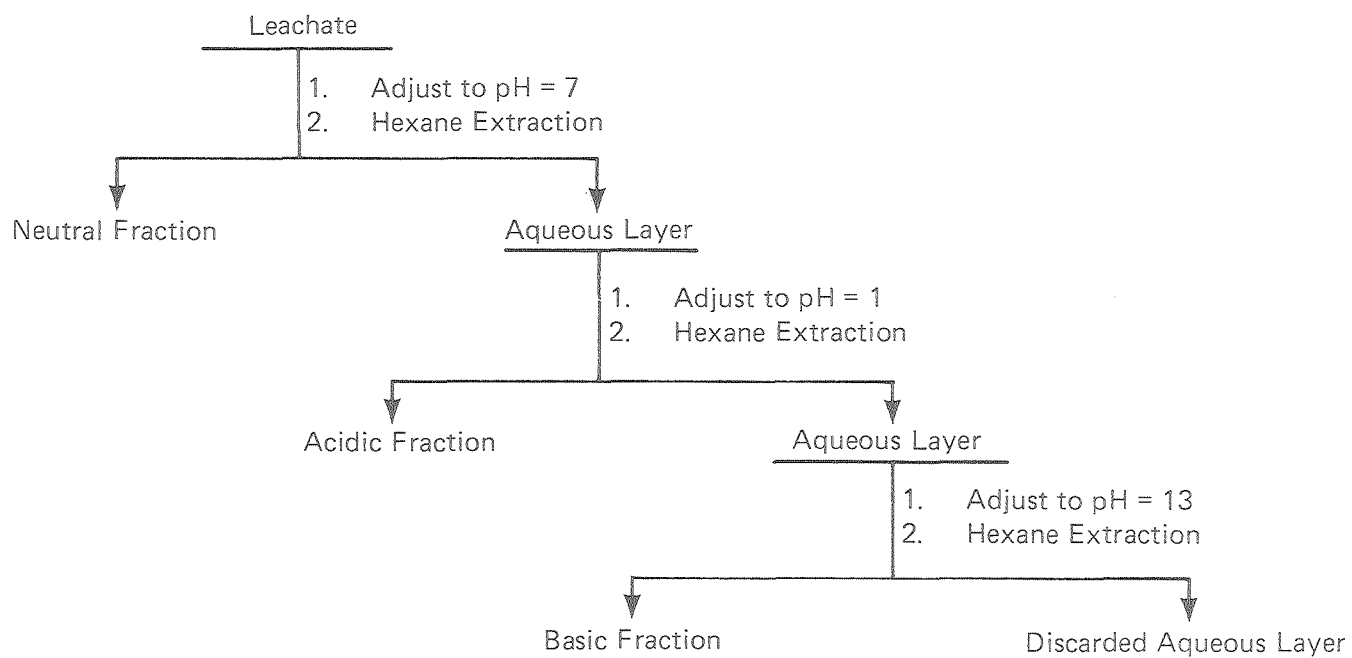 Leachate
1. Adjust to pH = 7
2. Hexane Extraction
Neutral Fraction
Aqueous Layer
1. Adjust to pH = 1
2. Hexane Extraction
Acidic Fraction
Aqueous Layer
1. Adjust to pH = 13
2. Hexane Extraction
Basic Fraction
Discarded Aqueous Layer